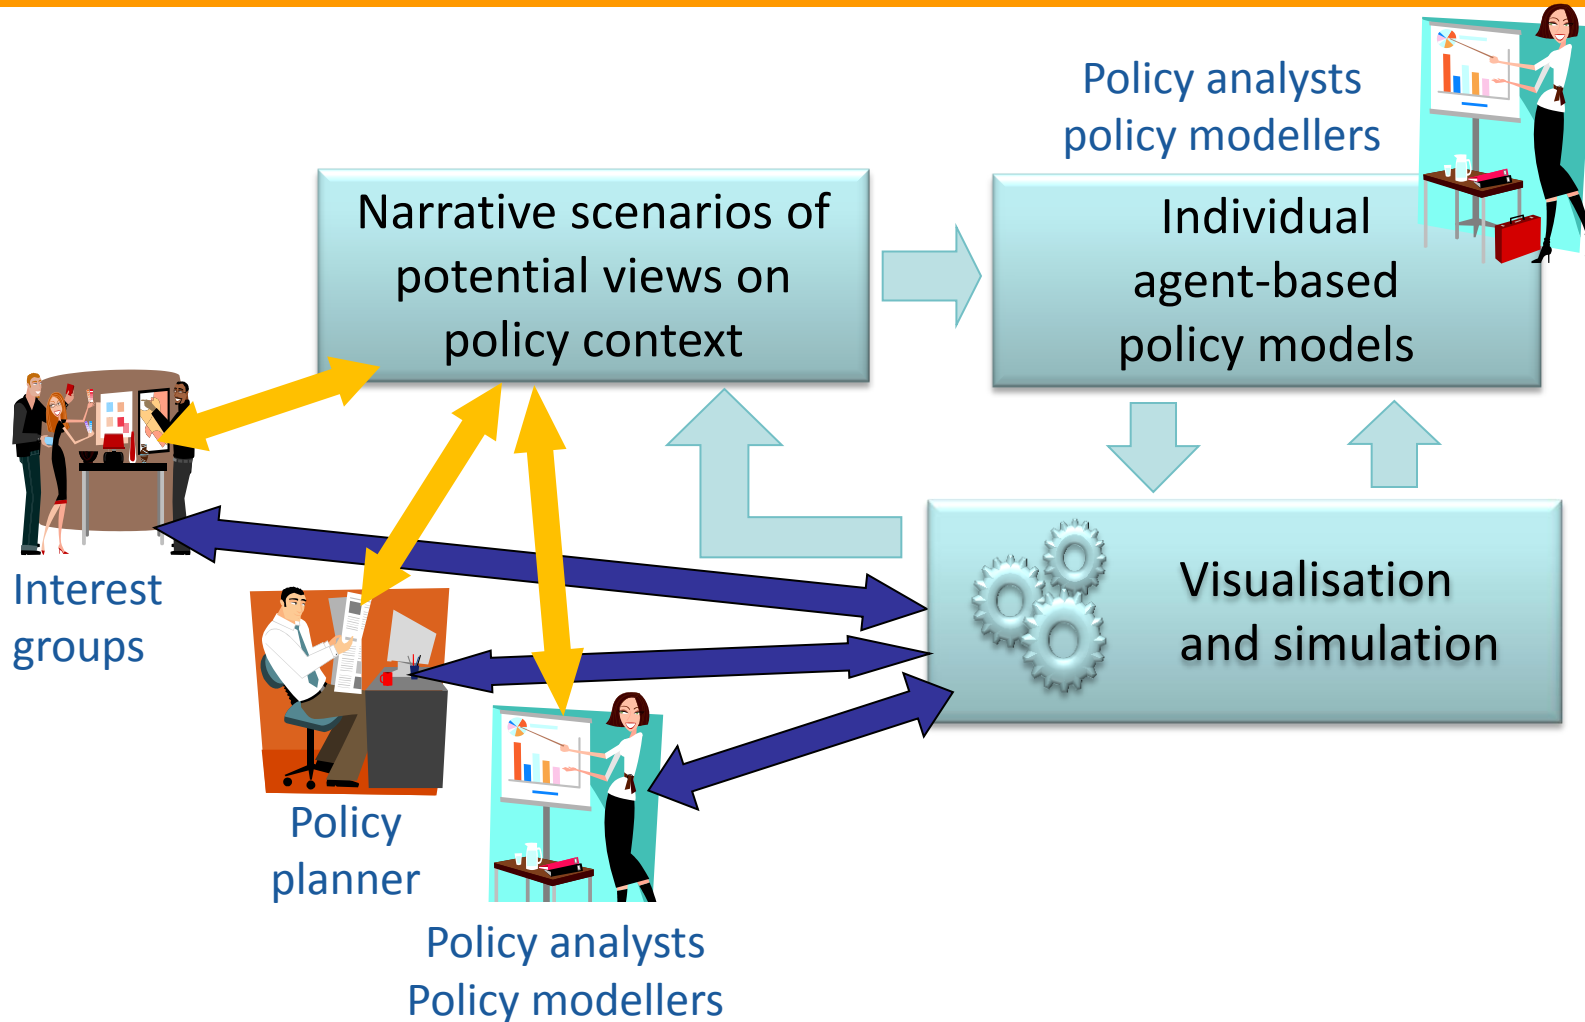 Policy analysts
policy modellers
Narrative scenarios of
potential views on
policy context
Individual
agent-based
policy models
Interest
groups
Visualisation
and simulation
Policy
planner
Policy analysts
Policy modellers